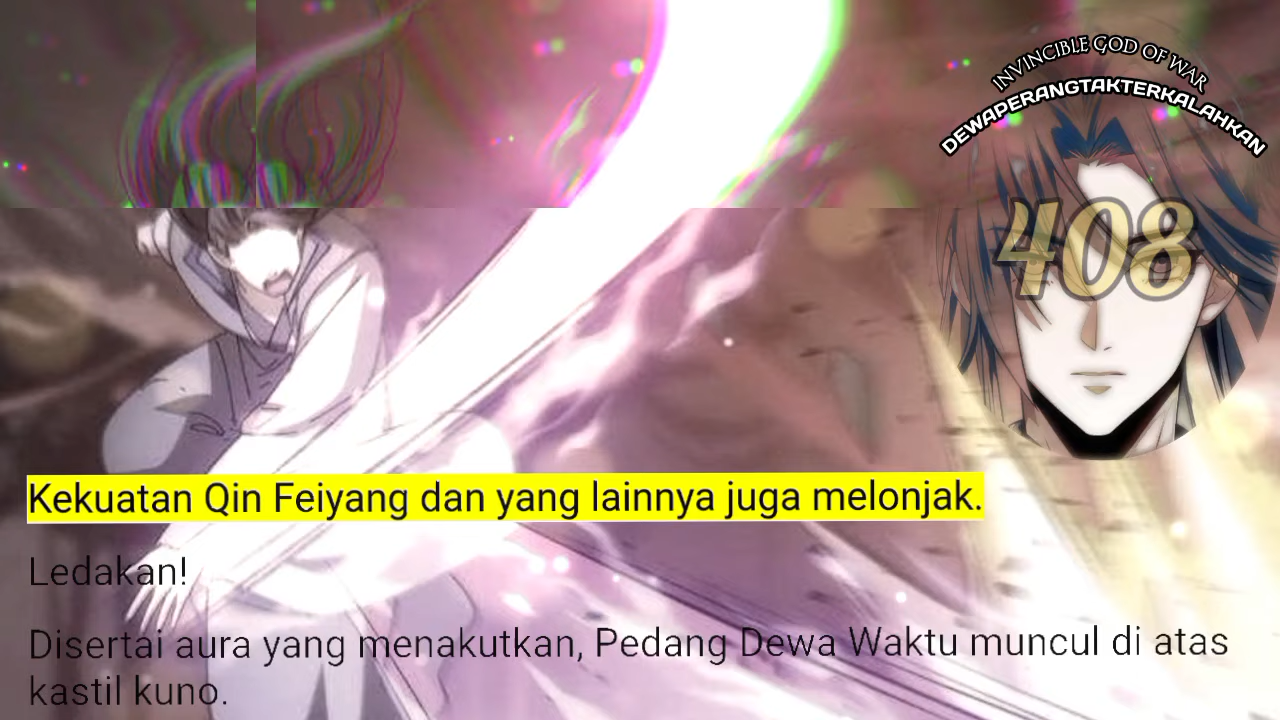 INVINCIBLE GOD OF WAR
DEWAPERANGTAKTERKALAHKAN
408
Kekuatan Qin Feiyang dan yang lainnya juga melonjak.
Ledakan!
Disertai aura yang menakutkan, Pedang Dewa Waktu muncul di atas
kastil kuno.